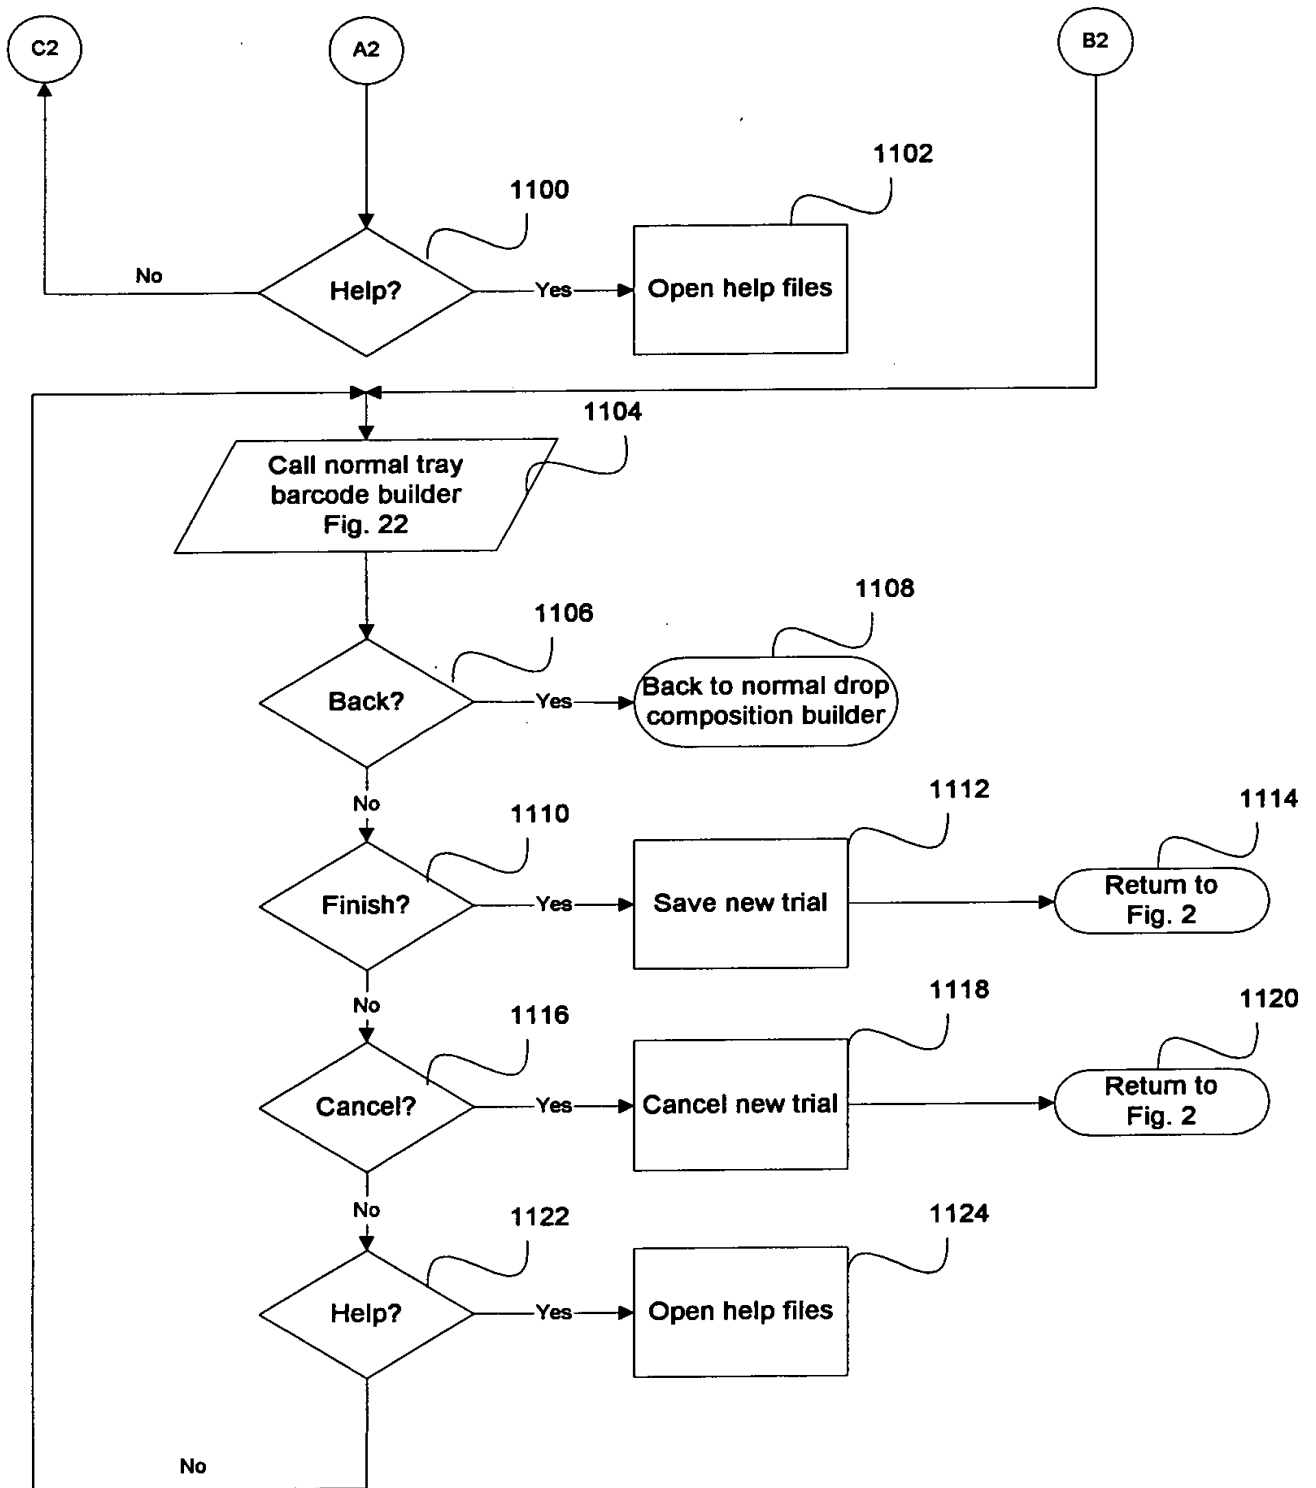 C2
A2
B2
1102
1100
No
Help?
Yes
Open help files
1104
Call normal tray
barcode builder
Fig. 22
1108
1106
Back?
Yes
Back to normal drop
composition builder
No
1110
1112
1114
Finish?
Yes
Save new trial
Return to
Fig. 2
No
1116
1118
1120
Cancel?
Yes
Cancel new trial
Return to
Fig. 2
No
1122
1124
Help?
Yes
Open help files
No